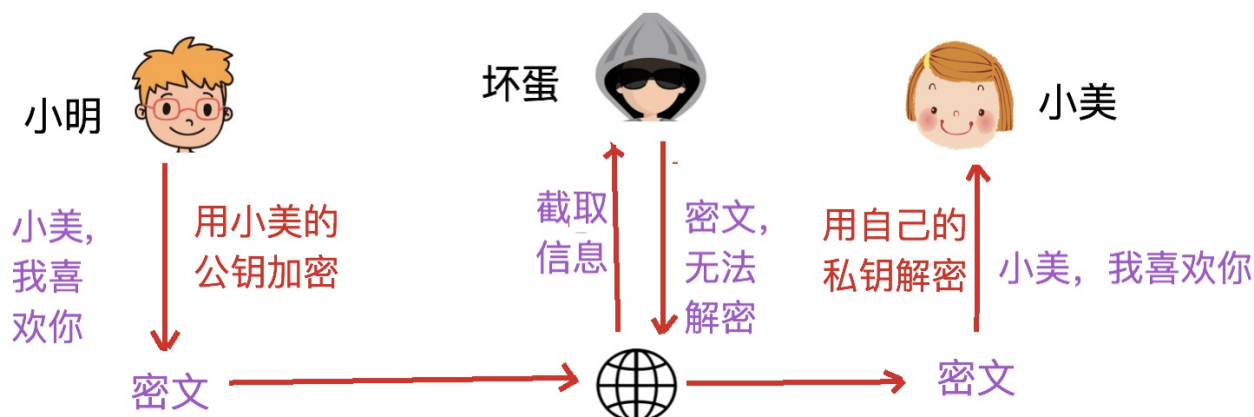 小明
坏蛋
小美
小美，
我喜
欢你
用小美的
公钥加密
截取
信息
密文，
无法
解密
用自己的
私钥解密
小美，我喜欢你
密文
密文